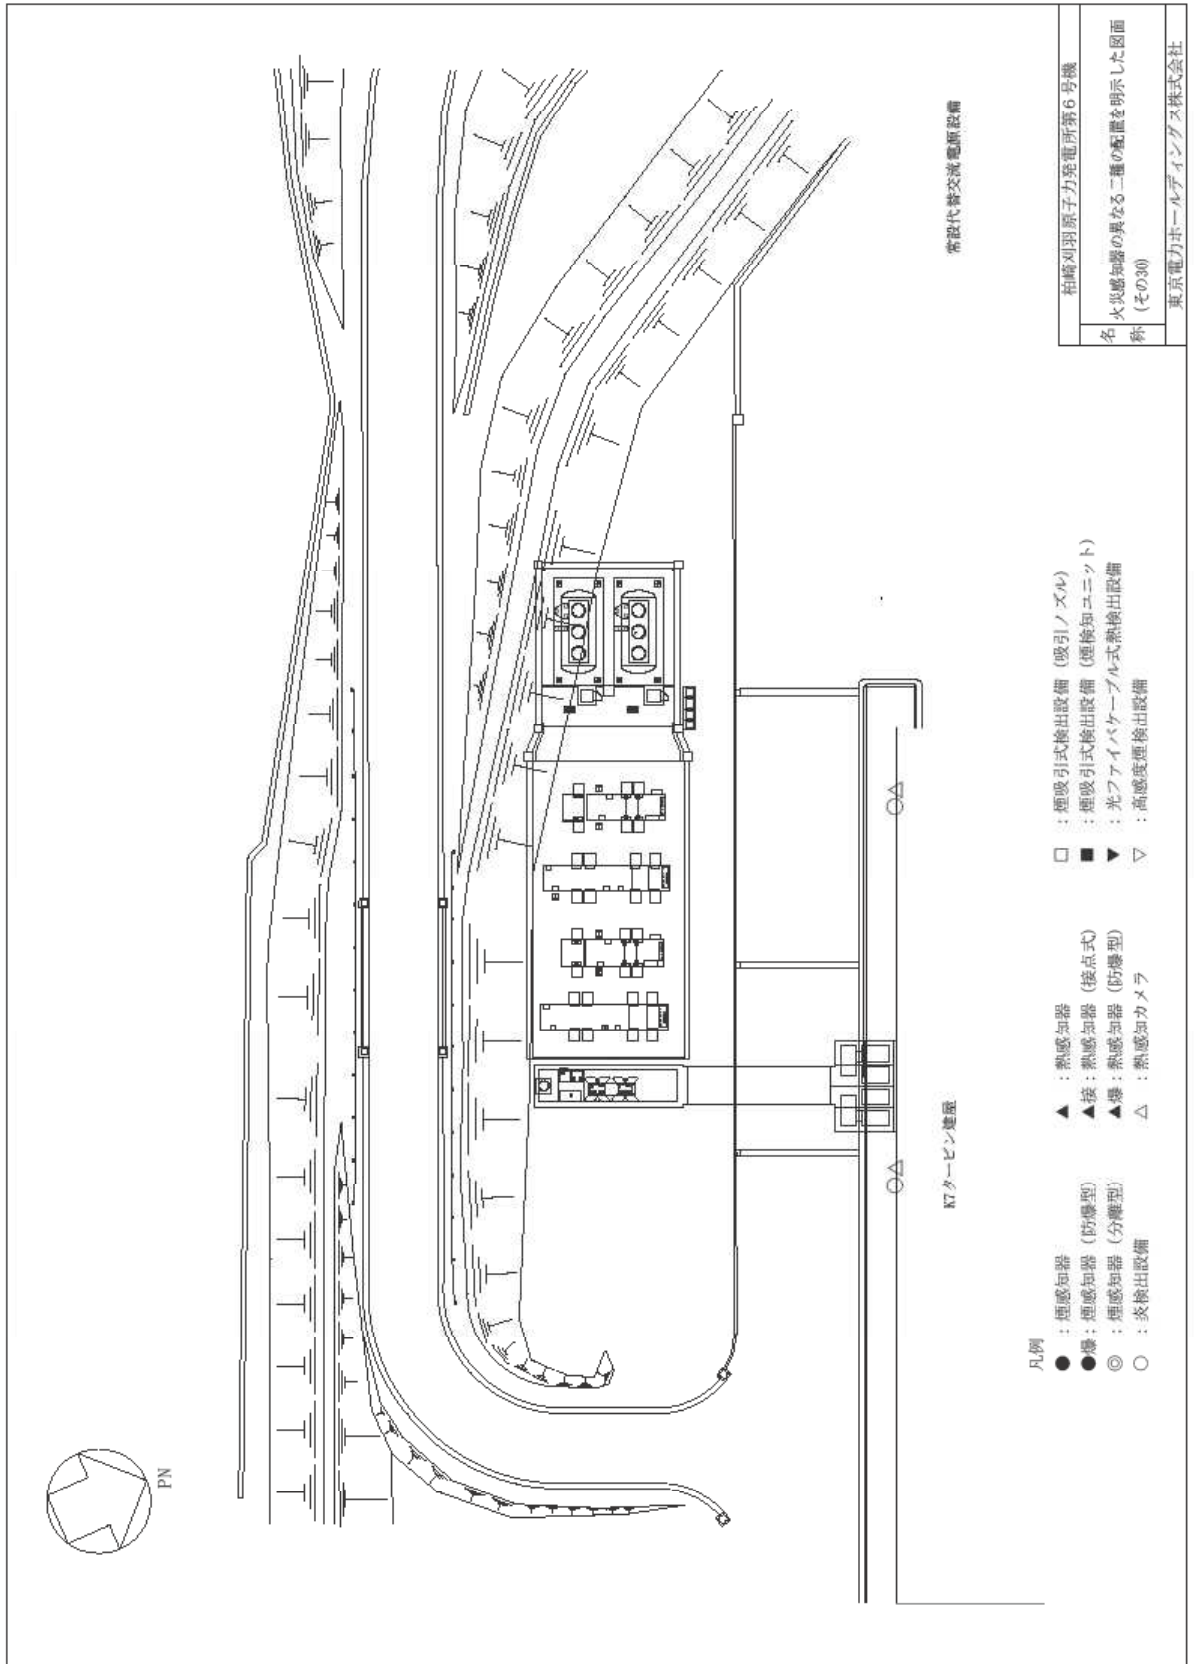 PN
K7タービン建屋
常設代替交流電源設備
凡例
● ：煙感知器
●爆：煙感知器（防爆型）
◎ ：煙感知器（分離型）
○ ：炎検出設備
▲ ：熱感知器
▲接：熱感知器（接点式）
▲爆：熱感知器（防爆型）
△ ：熱感知カメラ
□ ：煙吸引式検出設備（吸引ノズル）
■ ：煙吸引式検出設備（煙検知ユニット）
▼ ：光ファイバケーブル式熱検出設備
▽ ：高感度煙検出設備
柏崎刈羽原子力発電所第6号機
名称
火災感知器の異なる二種の配置を明示した図面
(その30)
東京電力ホールディングス株式会社